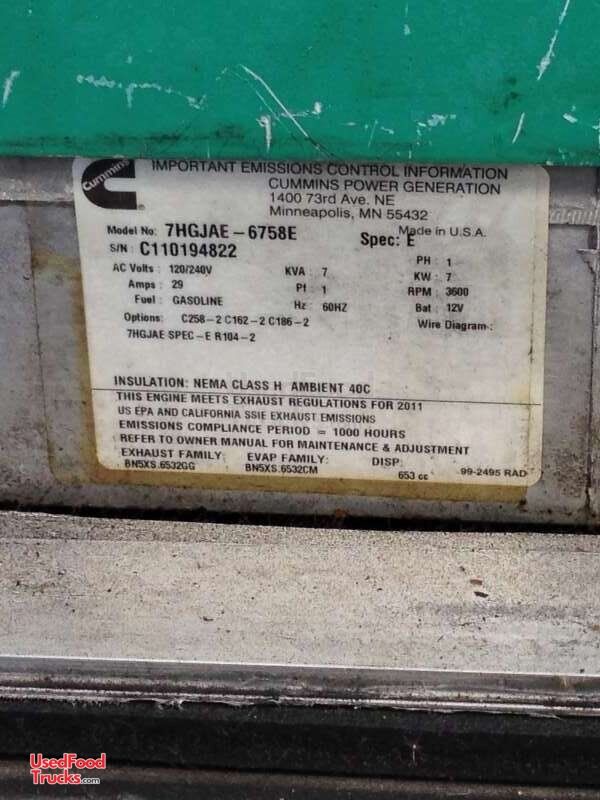 Cummins
IMPORTANT EMISSIONS CONTROL INFORMATION
CUMMINS POWER GENERATION
1400 73rd Ave. NE
Minneapolis, MN 55432
Made in U.S.A.
Model No: 7HGJAE-6758E Spec: E
S/N: C110194822
AC Volts : 120/240V KVA : 7 PH : 1
Amps : 29 Pf : 1 KW : 7
Fuel : GASOLINE Hz : 60HZ RPM : 3600
Bat : 12V
Options: C258-2 C162-2 C186-2 Wire Diagram:
7HGJAE SPEC-E R104-2
INSULATION: NEMA CLASS H AMBIENT 40C
THIS ENGINE MEETS EXHAUST REGULATIONS FOR 2011
US EPA AND CALIFORNIA SSIE EXHAUST EMISSIONS
EMISSIONS COMPLIANCE PERIOD = 1000 HOURS
REFER TO OWNER MANUAL FOR MAINTENANCE & ADJUSTMENT
EXHAUST FAMILY: EVAP FAMILY: DISP:
BN5XS.6532GG BN5XS.6532CM 653 cc 99-2495 RAD
UsedFood
Trucks.com